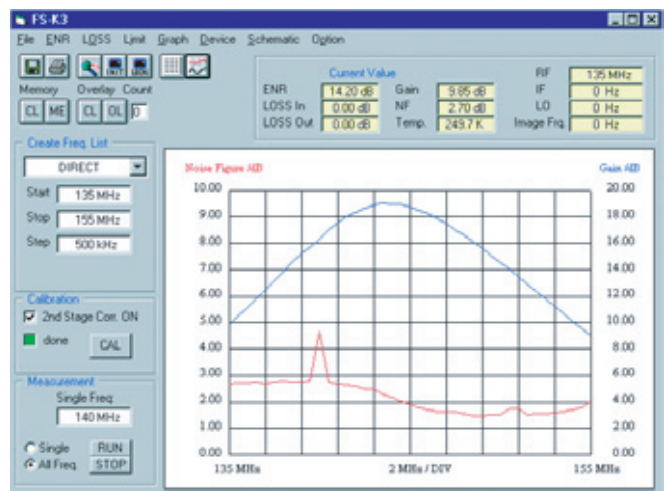 FS-K3
File ENR LOSS Limit Graph Device Schematic Option
Memory Overlay Count
CL ME CL OL 0
Current Value
ENR 14.20 dB Gain 9.85 dB RF 135 MHz
LOSS In 0.00 dB NF 2.70 dB IF 0 Hz
LOSS Out 0.00 dB Temp. 249.7 K LO 0 Hz
Image Frq. 0 Hz
Create Freq. List
DIRECT
Start 135 MHz
Stop 155 MHz
Step 500 kHz
Calibration
2nd Stage Corr. ON
done CAL
Measurement
Single Freq:
140 MHz
Single RUN
All Freq. STOP
Noise Figure /dB Gain /dB
10.00 20.00
9.00 18.00
8.00 16.00
7.00 14.00
6.00 12.00
5.00 10.00
4.00 8.00
3.00 6.00
2.00 4.00
1.00 2.00
0.00 0.00
135 MHz 2 MHz / DIV 155 MHz